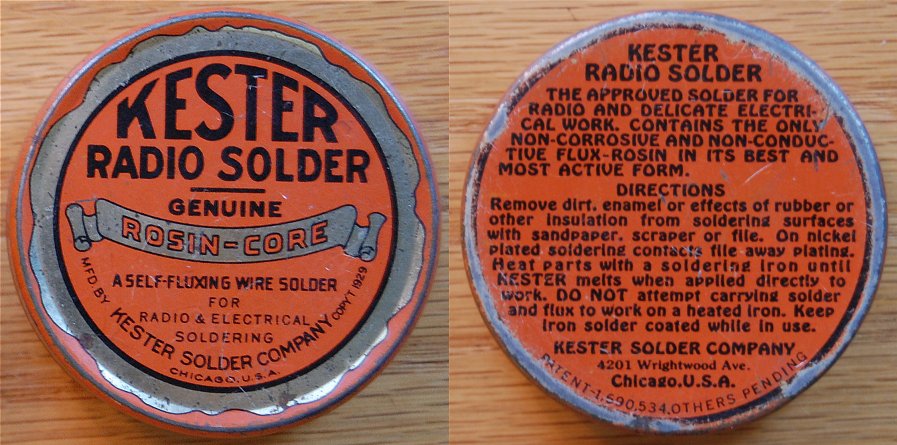 KESTER
RADIO SOLDER
GENUINE
ROSIN-CORE
A SELF-FLUXING WIRE SOLDER
FOR
RADIO & ELECTRICAL
SOLDERING
MFD. BY KESTER SOLDER COMPANY COPYT 1929
CHICAGO, U.S.A.
KESTER
RADIO SOLDER
THE APPROVED SOLDER FOR
RADIO AND DELICATE ELECTRI-
CAL WORK. CONTAINS THE ONLY
NON-CORROSIVE AND NON-CONDUC-
TIVE FLUX-ROSIN IN ITS BEST AND
MOST ACTIVE FORM.
DIRECTIONS
Remove dirt, enamel or effects of rubber or
other insulation from soldering surfaces
with sandpaper, scraper or file. On nickel
plated soldering contacts file away plating.
Heat parts with a soldering iron until
KESTER melts when applied directly to
work. DO NOT attempt carrying solder
and flux to work on a heated iron. Keep
iron solder coated while in use.
KESTER SOLDER COMPANY
4201 Wrightwood Ave.
Chicago, U.S.A.
PATENT-1,590,534, OTHERS PENDING